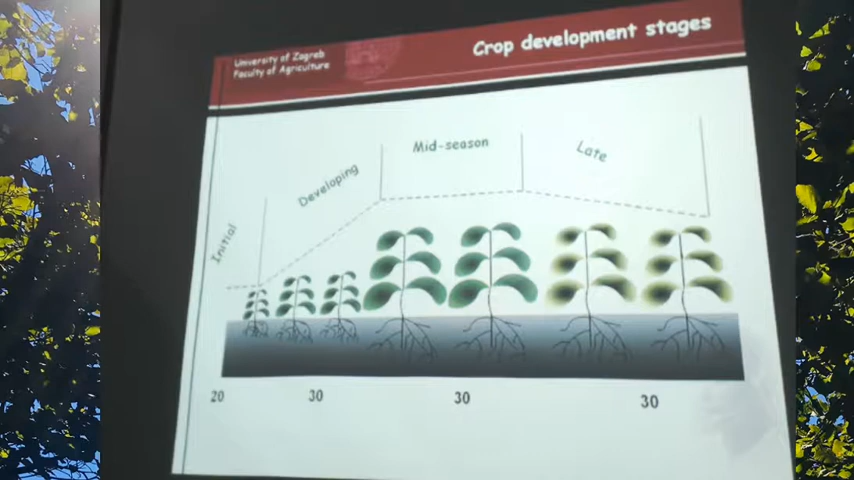 University of Zagreb
Faculty of Agriculture
Crop development stages
Initial
Developing
Mid-season
Late
20
30
30
30